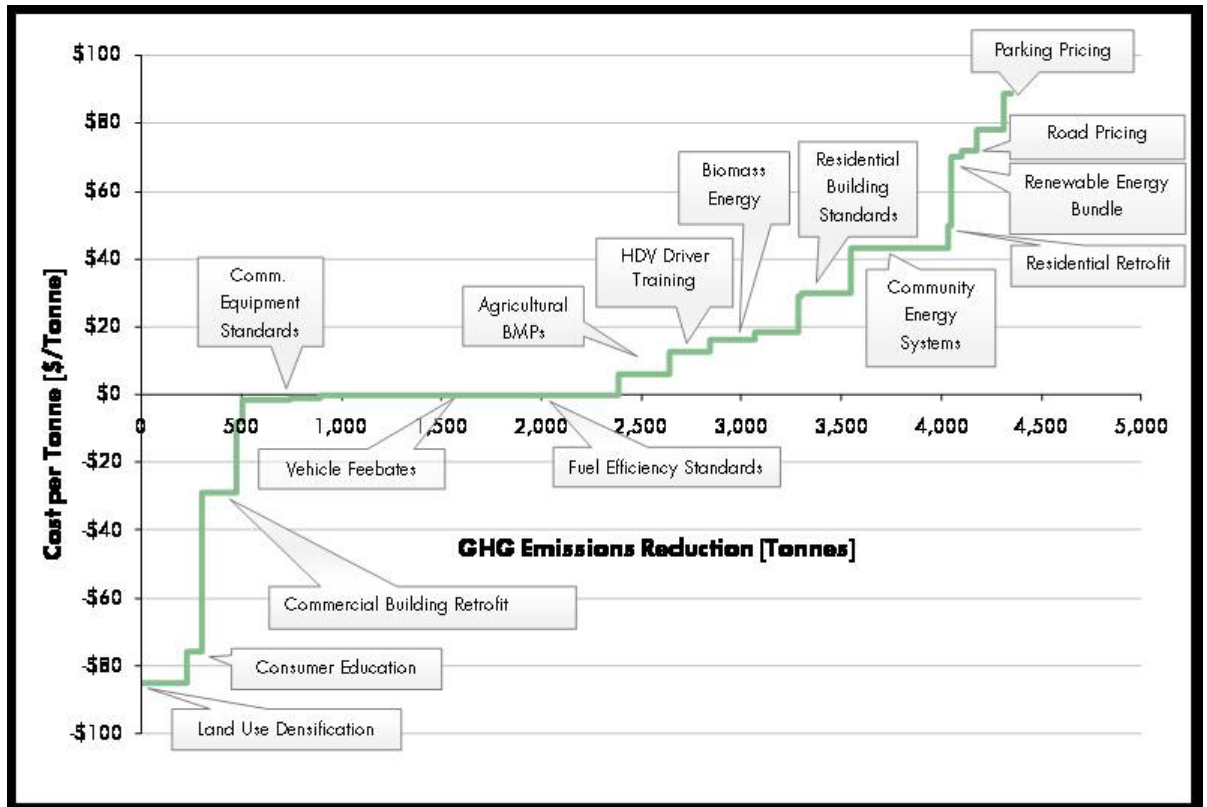 $100
$80
$60
$40
$20
$0
-$20
-$40
-$60
-$80
-$100
Cost per Tonne [$/Tonne]
0
500
1,000
1,500
2,000
2,500
3,000
3,500
4,000
4,500
5,000
GHG Emissions Reduction [Tonnes]
Parking Pricing
Road Pricing
Renewable Energy
Bundle
Residential Retrofit
Residential
Building
Standards
Biomass
Energy
HDV Driver
Training
Community
Energy
Systems
Agricultural
BMPs
Comm.
Equipment
Standards
Vehicle Feebates
Fuel Efficiency Standards
Commercial Building Retrofit
Consumer Education
Land Use Densification